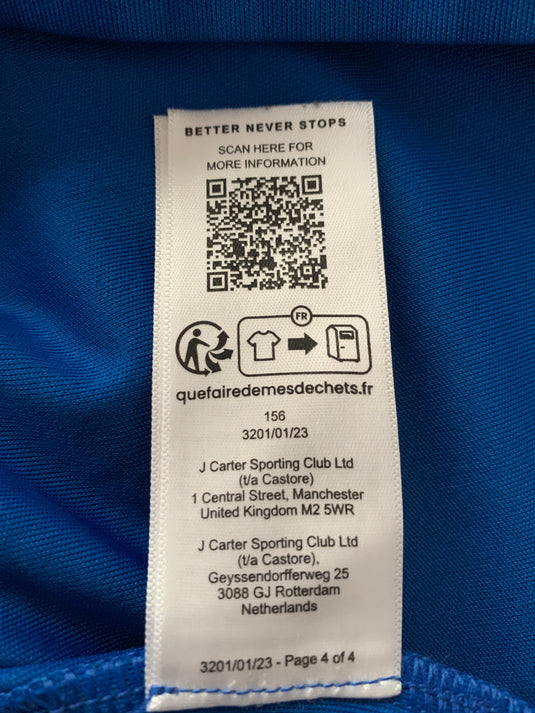 BETTER NEVER STOPS
SCAN HERE FOR
MORE INFORMATION
FR
quefairedemesdechets.fr
156
3201/01/23
J Carter Sporting Club Ltd
(t/a Castore)
1 Central Street, Manchester
United Kingdom M2 5WR
J Carter Sporting Club Ltd
(t/a Castore),
Geyssendorfferweg 25
3088 GJ Rotterdam
Netherlands
3201/01/23 - Page 4 of 4